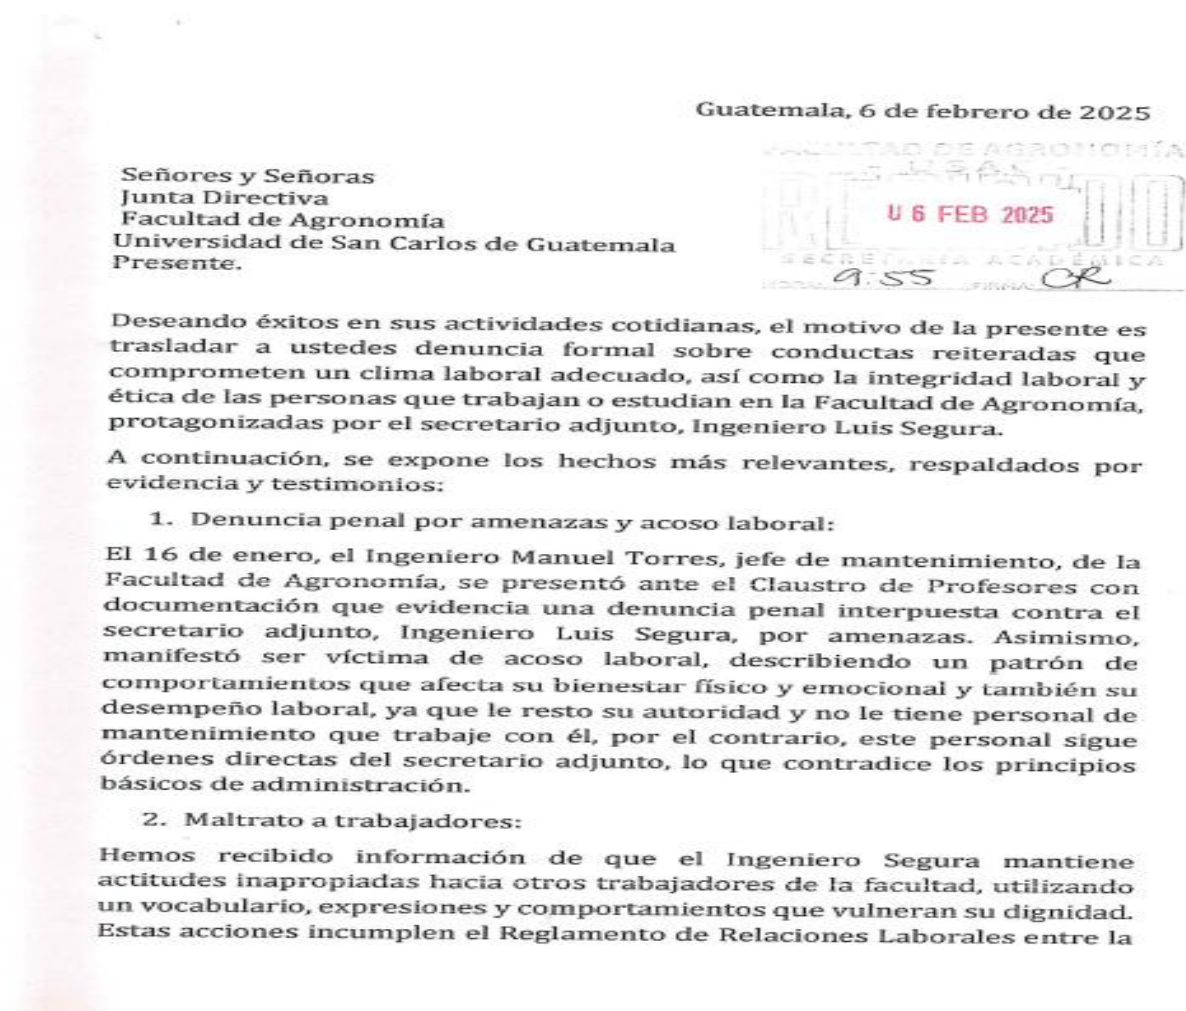 Guatemala, 6 de febrero de 2025
FACULTAD DE AGRONOMÍA
Señores y Señoras
Junta Directiva
Facultad de Agronomía
Universidad de San Carlos de Guatemala
Presente.
U 6 FEB 2025
SECRETARÍA ACADÉMICA
9:55 FIRMA CR
Deseando éxitos en sus actividades cotidianas, el motivo de la presente es
trasladar a ustedes denuncia formal sobre conductas reiteradas que
comprometen un clima laboral adecuado, así como la integridad laboral y
ética de las personas que trabajan o estudian en la Facultad de Agronomía,
protagonizadas por el secretario adjunto, Ingeniero Luis Segura.
A continuación, se expone los hechos más relevantes, respaldados por
evidencia y testimonios:
1. Denuncia penal por amenazas y acoso laboral:
El 16 de enero, el Ingeniero Manuel Torres, jefe de mantenimiento, de la
Facultad de Agronomía, se presentó ante el Claustro de Profesores con
documentación que evidencia una denuncia penal interpuesta contra el
secretario adjunto, Ingeniero Luis Segura, por amenazas. Asimismo,
manifestó ser víctima de acoso laboral, describiendo un patrón de
comportamientos que afecta su bienestar físico y emocional y también su
desempeño laboral, ya que le resto su autoridad y no le tiene personal de
mantenimiento que trabaje con él, por el contrario, este personal sigue
órdenes directas del secretario adjunto, lo que contradice los principios
básicos de administración.
2. Maltrato a trabajadores:
Hemos recibido información de que el Ingeniero Segura mantiene
actitudes inapropiadas hacia otros trabajadores de la facultad, utilizando
un vocabulario, expresiones y comportamientos que vulneran su dignidad.
Estas acciones incumplen el Reglamento de Relaciones Laborales entre la